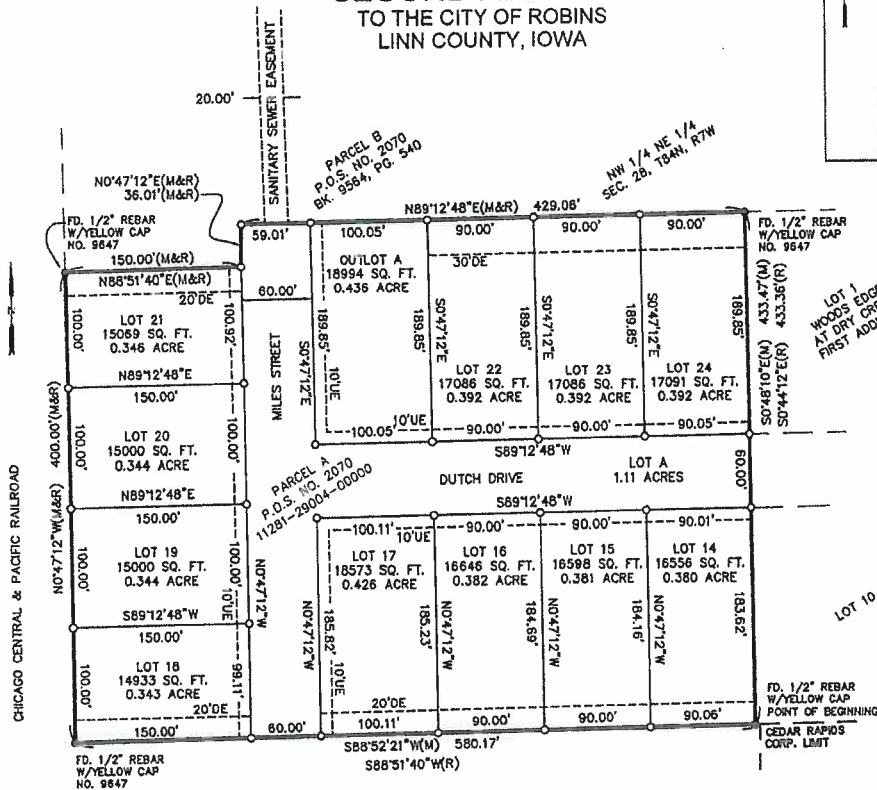 TO THE CITY OF ROBINS
LINN COUNTY, IOWA
SANITARY SEWER EASEMENT
20.00'
PARCEL B
P.O.S. NO. 2070
BK. 9564, PG. 540
NW 1/4 NE 1/4
SEC. 28, T84N, R7W
N0°47'12"E(M&R)
36.01'(M&R)
FD. 1/2" REBAR
W/YELLOW CAP
NO. 9647
150.00'(M&R)
N88°51'40"E(M&R)
20'DE
N89°12'48"E(M&R) 429.06'
59.01'
100.05'
90.00'
90.00'
90.00'
FD. 1/2" REBAR
W/YELLOW CAP
NO. 9647
OUTLOT A
18994 SQ. FT.
0.436 ACRE
30'DE
60.00'
MILES STREET
S0°47'12"E
189.85'
10'UE
189.85'
S0°47'12"E
189.85'
S0°47'12"E
189.85'
S0°47'12"E
189.85'
433.47'(M)
433.36'(R)
S0°48'10"E(M)
S0°44'12"E(R)
LOT 1
WOODS EDGE
AT DRY
FIRST
100.00'
LOT 21
15069 SQ. FT.
0.346 ACRE
100.92'
N89°12'48"E
150.00'
LOT 22
17086 SQ. FT.
0.392 ACRE
LOT 23
17086 SQ. FT.
0.392 ACRE
LOT 24
17091 SQ. FT.
0.392 ACRE
10'UE
100.05'
90.00'
90.00'
90.05'
S89°12'48"W
100.00'
LOT 20
15000 SQ. FT.
0.344 ACRE
100.00'
N89°12'48"E
150.00'
PARCEL A
P.O.S. NO. 2070
11281-29004-00000
DUTCH DRIVE
LOT A
1.11 ACRES
60.00'
S89°12'48"W
CHICAGO CENTRAL & PACIFIC RAILROAD
N0°47'12"W(M&R) 400.00'(M&R)
100.00'
LOT 19
15000 SQ. FT.
0.344 ACRE
100.00'
10'UE
N0°47'12"W
S89°12'48"W
150.00'
100.11'
10'UE
90.00'
90.00'
90.01'
LOT 17
18573 SQ. FT.
0.426 ACRE
LOT 16
16646 SQ. FT.
0.382 ACRE
LOT 15
16598 SQ. FT.
0.381 ACRE
LOT 14
16556 SQ. FT.
0.380 ACRE
N0°47'12"W
185.82'
10'UE
185.23'
N0°47'12"W
184.69'
N0°47'12"W
184.16'
N0°47'12"W
183.62'
LOT 10
100.00'
LOT 18
14933 SQ. FT.
0.343 ACRE
99.11'
20'DE
150.00'
60.00'
20'DE
100.11'
90.00'
90.00'
90.06'
S88°52'21"W(M) 580.17'
S88°51'40"W(R)
FD. 1/2" REBAR
W/YELLOW CAP
NO. 9647
FD. 1/2" REBAR
W/YELLOW CAP
POINT OF BEGINNING
CEDAR RAPIDS
CORP. LIMIT